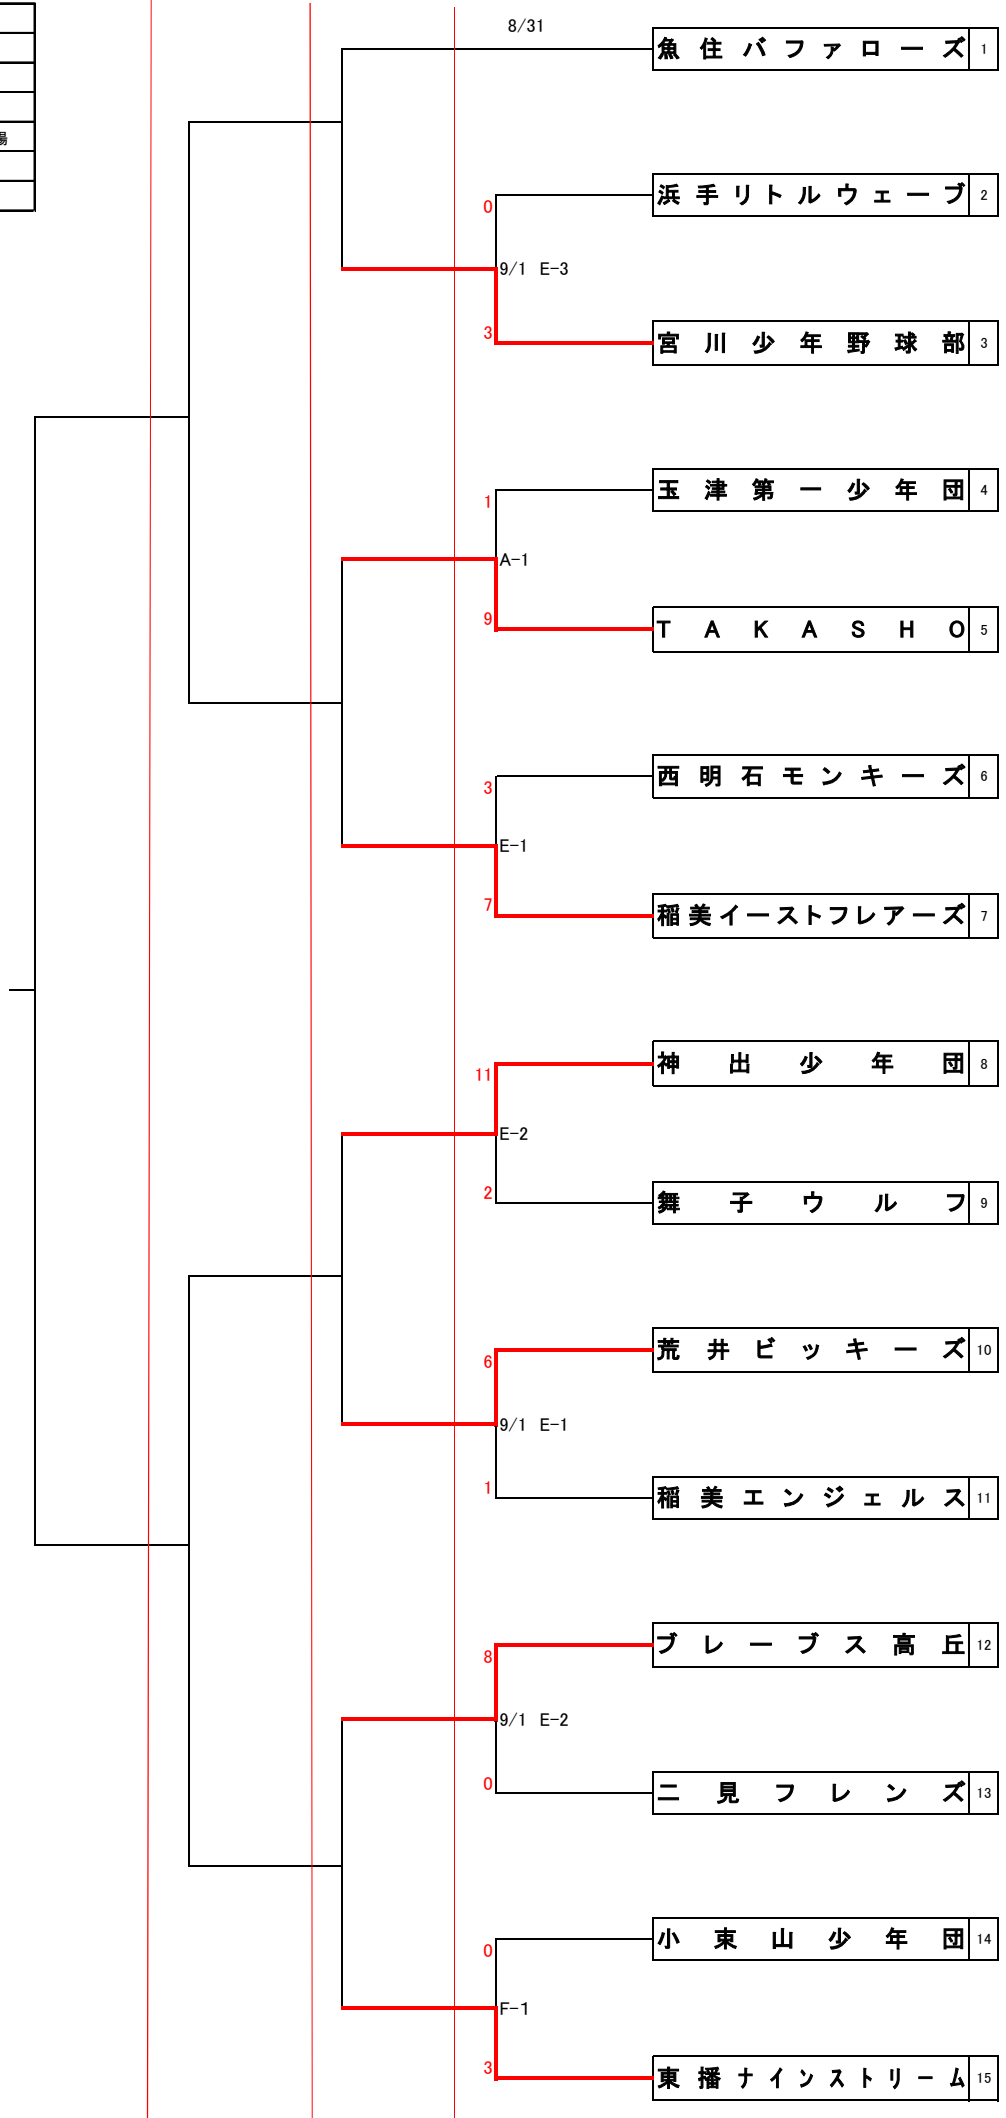 8/31
魚住バファローズ 1
浜手リトルウェーブ 2
0
9/1 E-3
3
宮川少年野球部 3
玉津第一少年団 4
1
A-1
9
TAKASHO 5
西明石モンキーズ 6
3
E-1
7
稲美イーストフレアーズ 7
神出少年団 8
11
E-2
2
舞子ウルフ 9
荒井ビッキーズ 10
6
9/1 E-1
1
稲美エンジェルス 11
ブレーブス高丘 12
8
9/1 E-2
0
二見フレンズ 13
小束山少年団 14
0
F-1
3
東播ナインストリーム 15